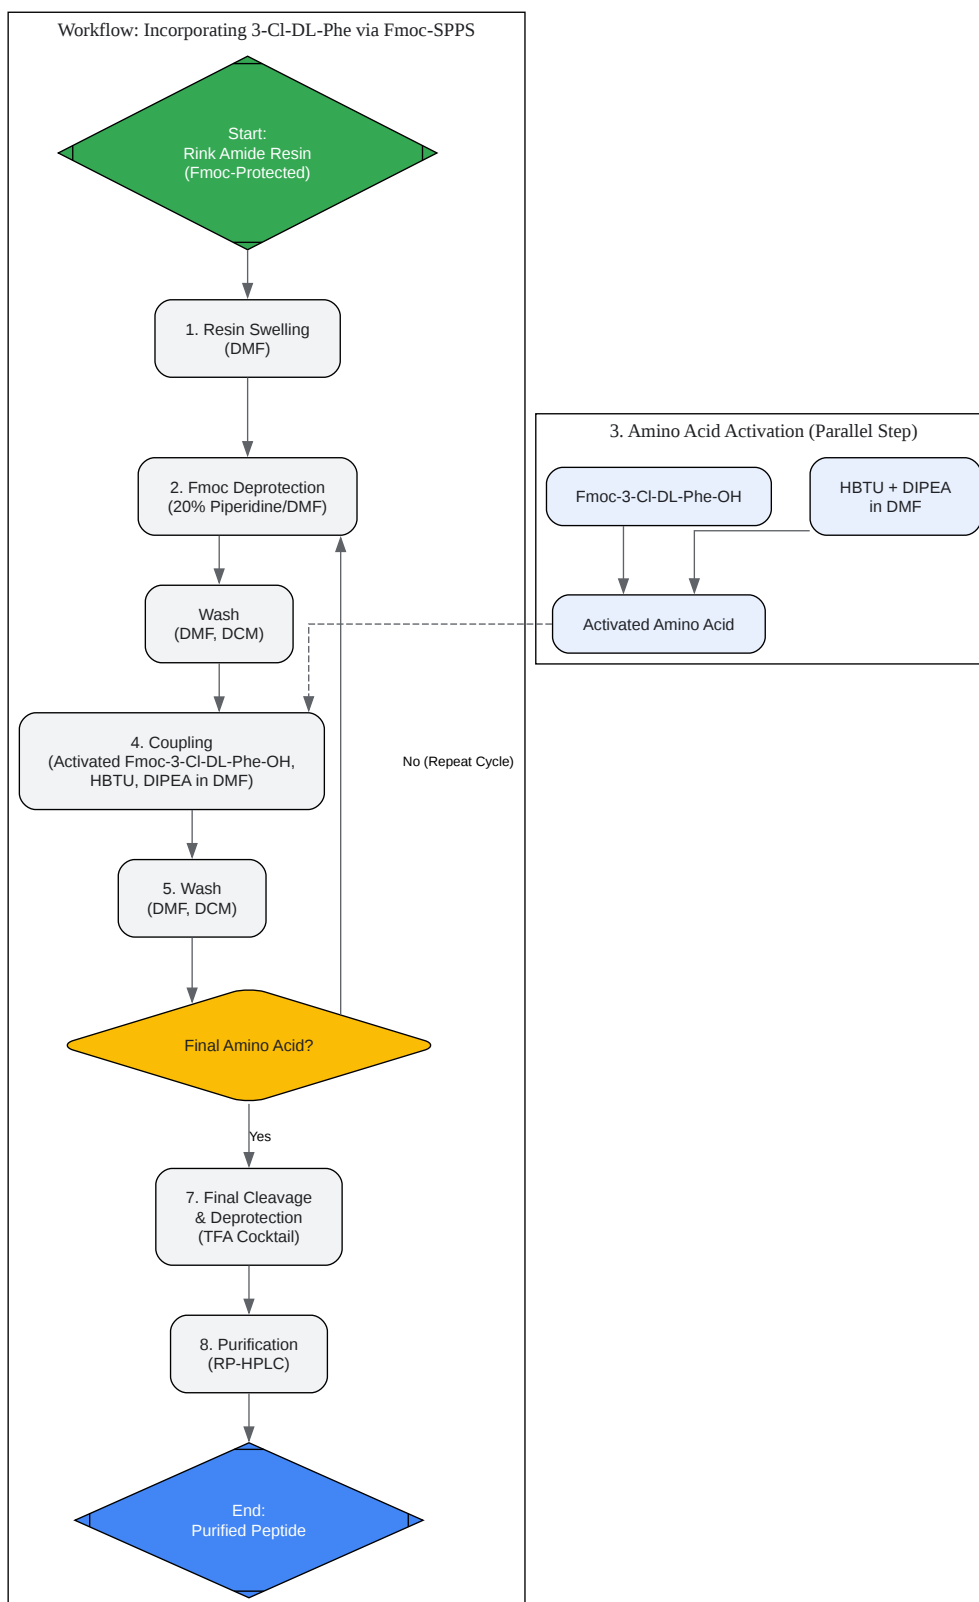 Workflow: Incorporating 3-Cl-DL-Phe via Fmoc-SPPS
Start:
Rink Amide Resin
(Fmoc-Protected)
1. Resin Swelling
(DMF)
2. Fmoc Deprotection
(20% Piperidine/DMF)
Wash
(DMF, DCM)
3. Amino Acid Activation (Parallel Step)
Fmoc-3-Cl-DL-Phe-OH
HBTU + DIPEA
in DMF
Activated Amino Acid
4. Coupling
(Activated Fmoc-3-Cl-DL-Phe-OH,
HBTU, DIPEA in DMF)
No (Repeat Cycle)
5. Wash
(DMF, DCM)
Final Amino Acid?
Yes
7. Final Cleavage
& Deprotection
(TFA Cocktail)
8. Purification
(RP-HPLC)
End:
Purified Peptide